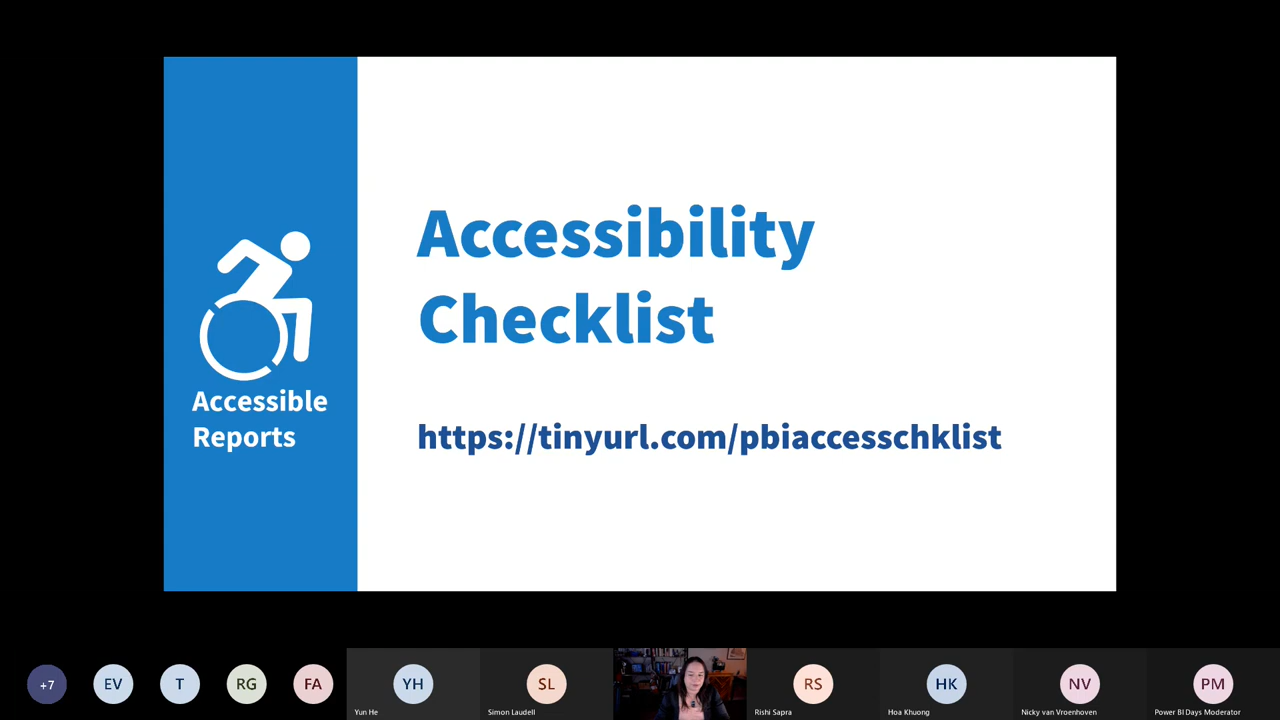 Accessibility
Checklist
https://tinyurl.com/pbiaccesschklist
Accessible
Reports
+7
EV
T
RG
FA
YH
Yun He
SL
Simon Laudell
RS
Rishi Sapra
HK
Hoa Khuong
NV
Nicky van Vroenhoven
PM
Power BI Days Moderator